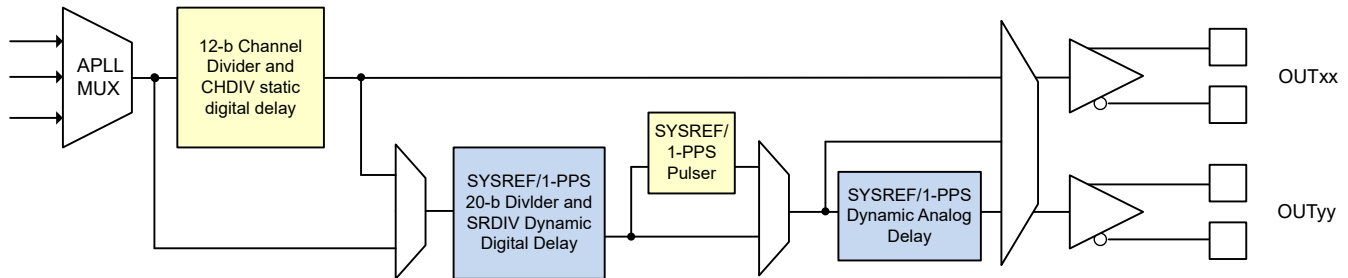 APLL
MUX
12-b Channel
Divider and
CHDIV static
digital delay
SYSREF/1-PPS
20-b DivIder and
SRDIV Dynamic
Digital Delay
SYSREF/
1-PPS
Pulser
SYSREF/1-PPS
Dynamic Analog
Delay
OUTxx
OUTyy